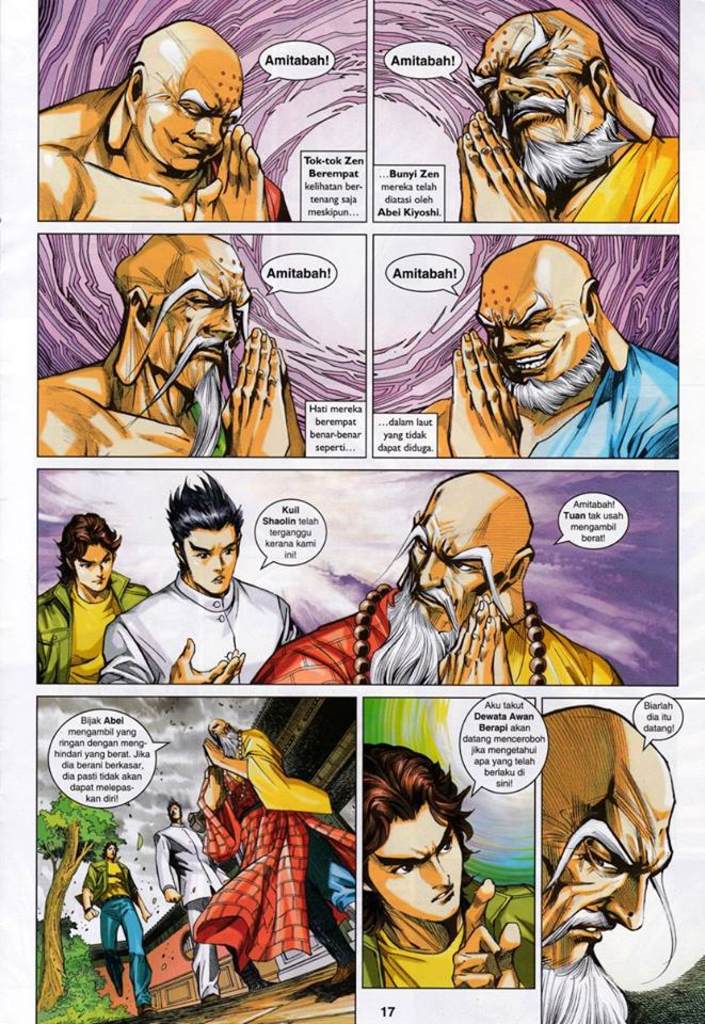 Amitabah!
Tok-tok Zen
Berempat
kelihatan ber-
tenang saja
meskipun...
Amitabah!
...Bunyi Zen
mereka telah
diatasi oleh
Abei Kiyoshi.
Amitabah!
Hati mereka
berempat
benar-benar
seperti...
Amitabah!
...dalam laut
yang tidak
dapat diduga.
Kuil
Shaolin telah
terganggu
kerana kami
ini!
Amitabah!
Tuan tak usah
mengambil
berat!
Bijak Abei
mengambil yang
ringan dengan meng-
hindari yang berat. Jika
dia berani berkasar,
dia pasti tidak akan
dapat melepas-
kan diri!
Aku takut
Dewata Awan
Berapi akan
datang menceroboh
jika mengetahui
apa yang telah
berlaku di
sini!
Biarlah
dia itu
datang!
17